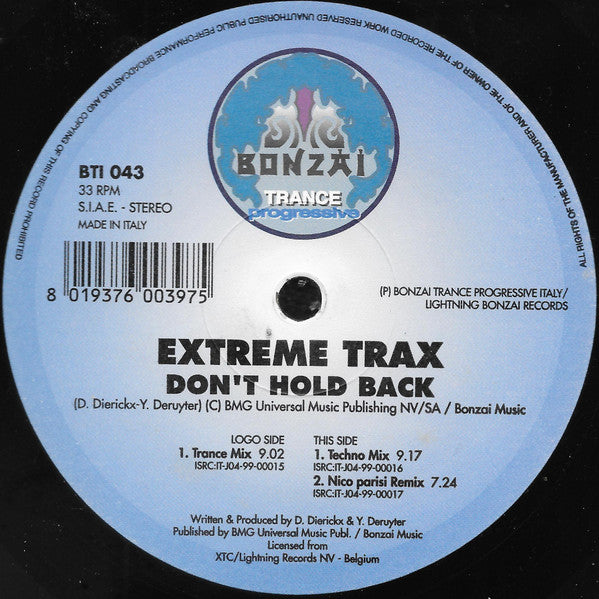 ALL RIGHTS OF THE MANUFACTURER AND OF THE OWNER OF THE RECORDED WORK RESERVED UNAUTHORISED PUBLIC PERFORMANCE BROADCASTING AND COPYING OF THIS RECORD PROHIBITED
BONZAI
TRANCE
progressive
BTI 043
33 RPM
S.I.A.E. - STEREO
MADE IN ITALY
8 019376 003975
(P) BONZAI TRANCE PROGRESSIVE ITALY/
LIGHTNING BONZAI RECORDS
EXTREME TRAX
DON'T HOLD BACK
(D. Dierickx-Y. Deruyter) (C) BMG Universal Music Publishing NV/SA / Bonzai Music
LOGO SIDE
1. Trance Mix 9.02
ISRC:IT-J04-99-00015
THIS SIDE
1. Techno Mix 9.17
ISRC:IT-J04-99-00016
2. Nico parisi Remix 7.24
ISRC:IT-J04-99-00017
Written & Produced by D. Dierickx & Y. Deruyter
Published by BMG Universal Music Publ. / Bonzai Music
Licensed from
XTC/Lightning Records NV - Belgium